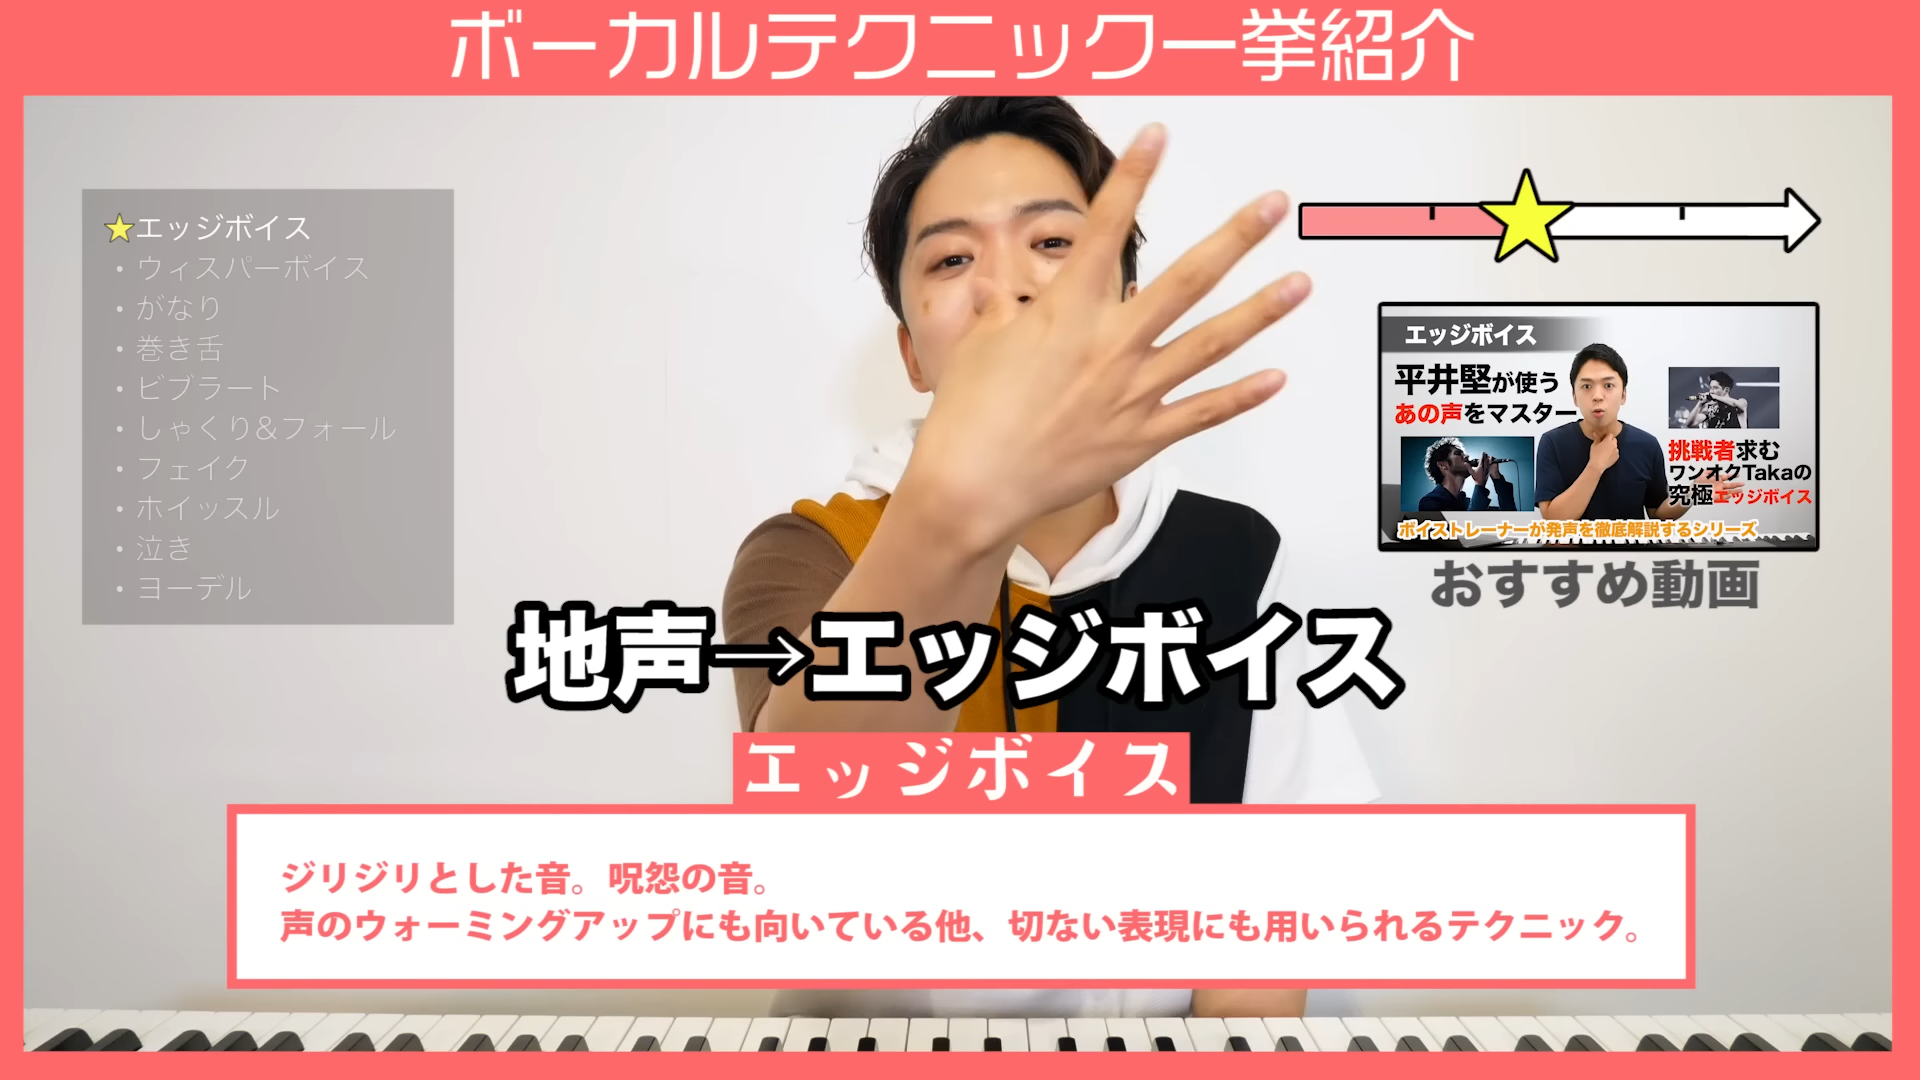 ボーカルテクニック一挙紹介
エッジボイス
・ウィスパーボイス
・がなり
・巻き舌
・ビブラート
・しゃくり&フォール
・フェイク
・ホイッスル
・泣き
・ヨーデル
エッジボイス
平井堅が使う
あの声をマスター
挑戦者求む
ワンオクTakaの
究極エッジボイス
ボイストレーナーが発声を徹底解説するシリーズ
おすすめ動画
地声→エッジボイス
エッジボイス
ジリジリとした音。呪怨の音。
声のウォーミングアップにも向いている他、切ない表現にも用いられるテクニック。